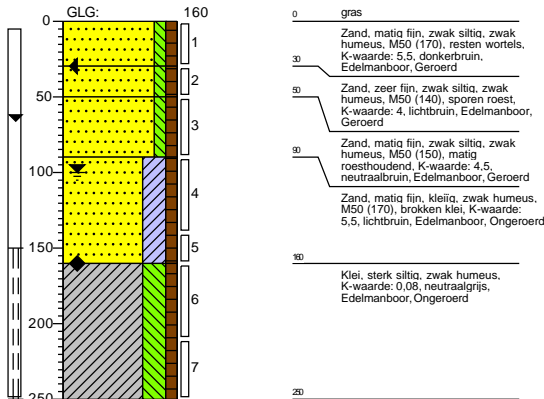 GLG: 160
0
50
100
150
200
250
1
2
3
4
5
6
7
0 gras
Zand, matig fijn, zwak siltig, zwak
humeus, M50 (170), resten wortels,
K-waarde: 5,5, donkerbruin,
Edelmanboor, Geroerd
30
Zand, zeer fijn, zwak siltig, zwak
humeus, M50 (140), sporen roest,
K-waarde: 4, lichtbruin, Edelmanboor,
Geroerd
50
Zand, matig fijn, zwak siltig, zwak
humeus, M50 (150), matig
roesthoudend, K-waarde: 4,5,
neutraalbruin, Edelmanboor, Geroerd
90
Zand, matig fijn, kleiïg, zwak humeus,
M50 (170), brokken klei, K-waarde:
5,5, lichtbruin, Edelmanboor, Ongeroerd
160
Klei, sterk siltig, zwak humeus,
K-waarde: 0,08, neutraalgrijs,
Edelmanboor, Ongeroerd
250